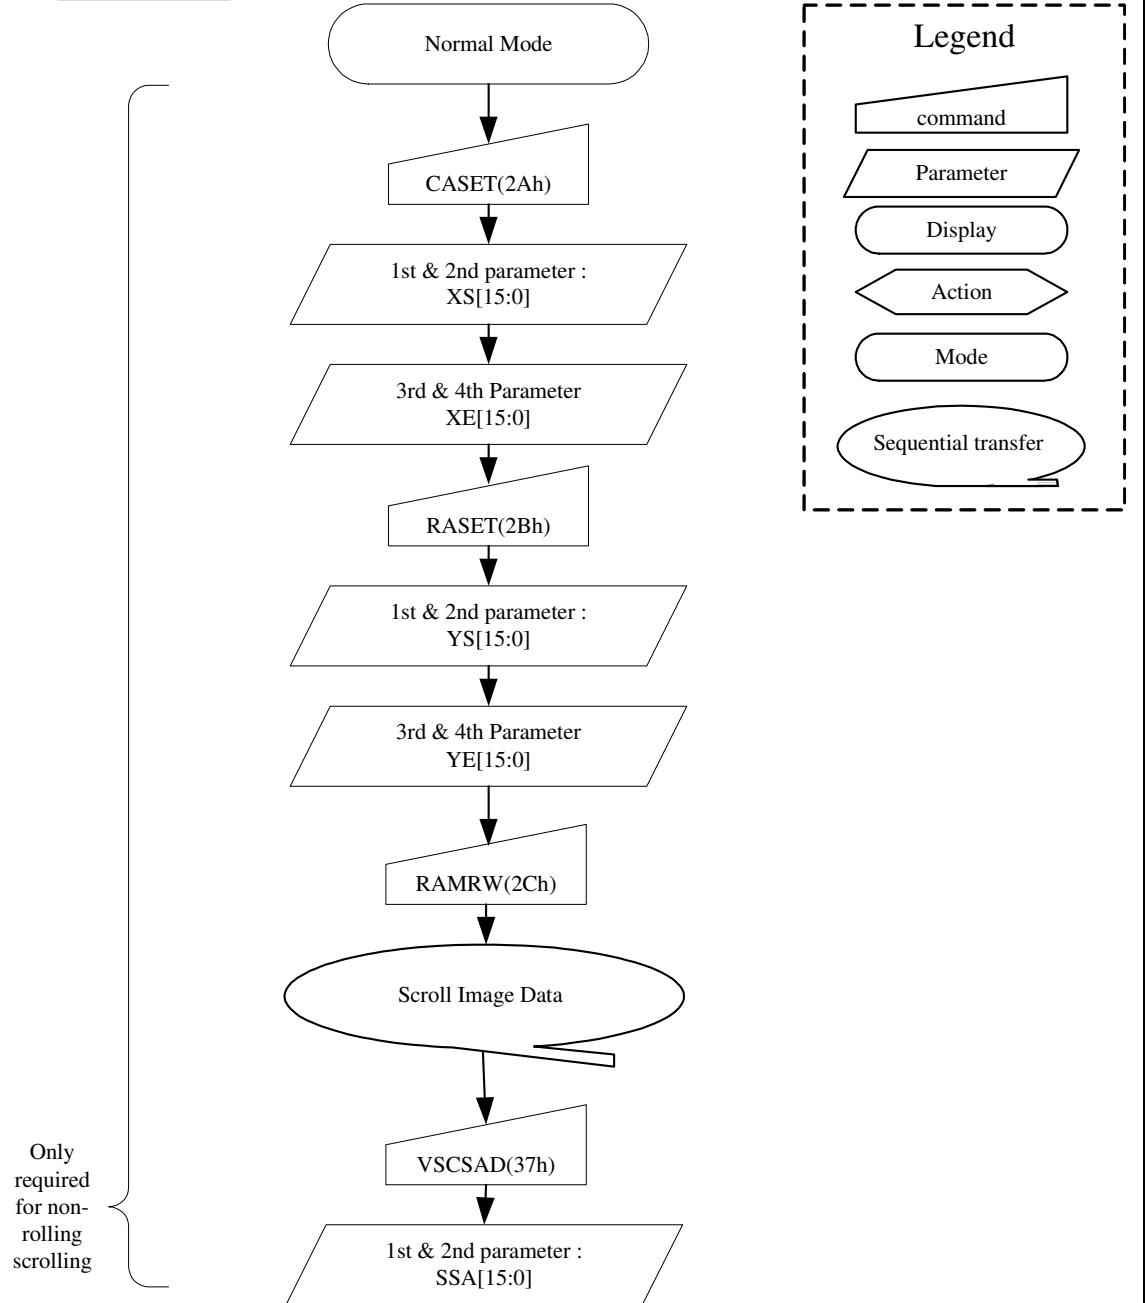 Normal Mode
CASET(2Ah)
1st & 2nd parameter :
XS[15:0]
3rd & 4th Parameter
XE[15:0]
RASET(2Bh)
1st & 2nd parameter :
YS[15:0]
3rd & 4th Parameter
YE[15:0]
RAMRW(2Ch)
Scroll Image Data
VSCSAD(37h)
1st & 2nd parameter :
SSA[15:0]
Only
required
for non-
rolling
scrolling
Legend
command
Parameter
Display
Action
Mode
Sequential transfer